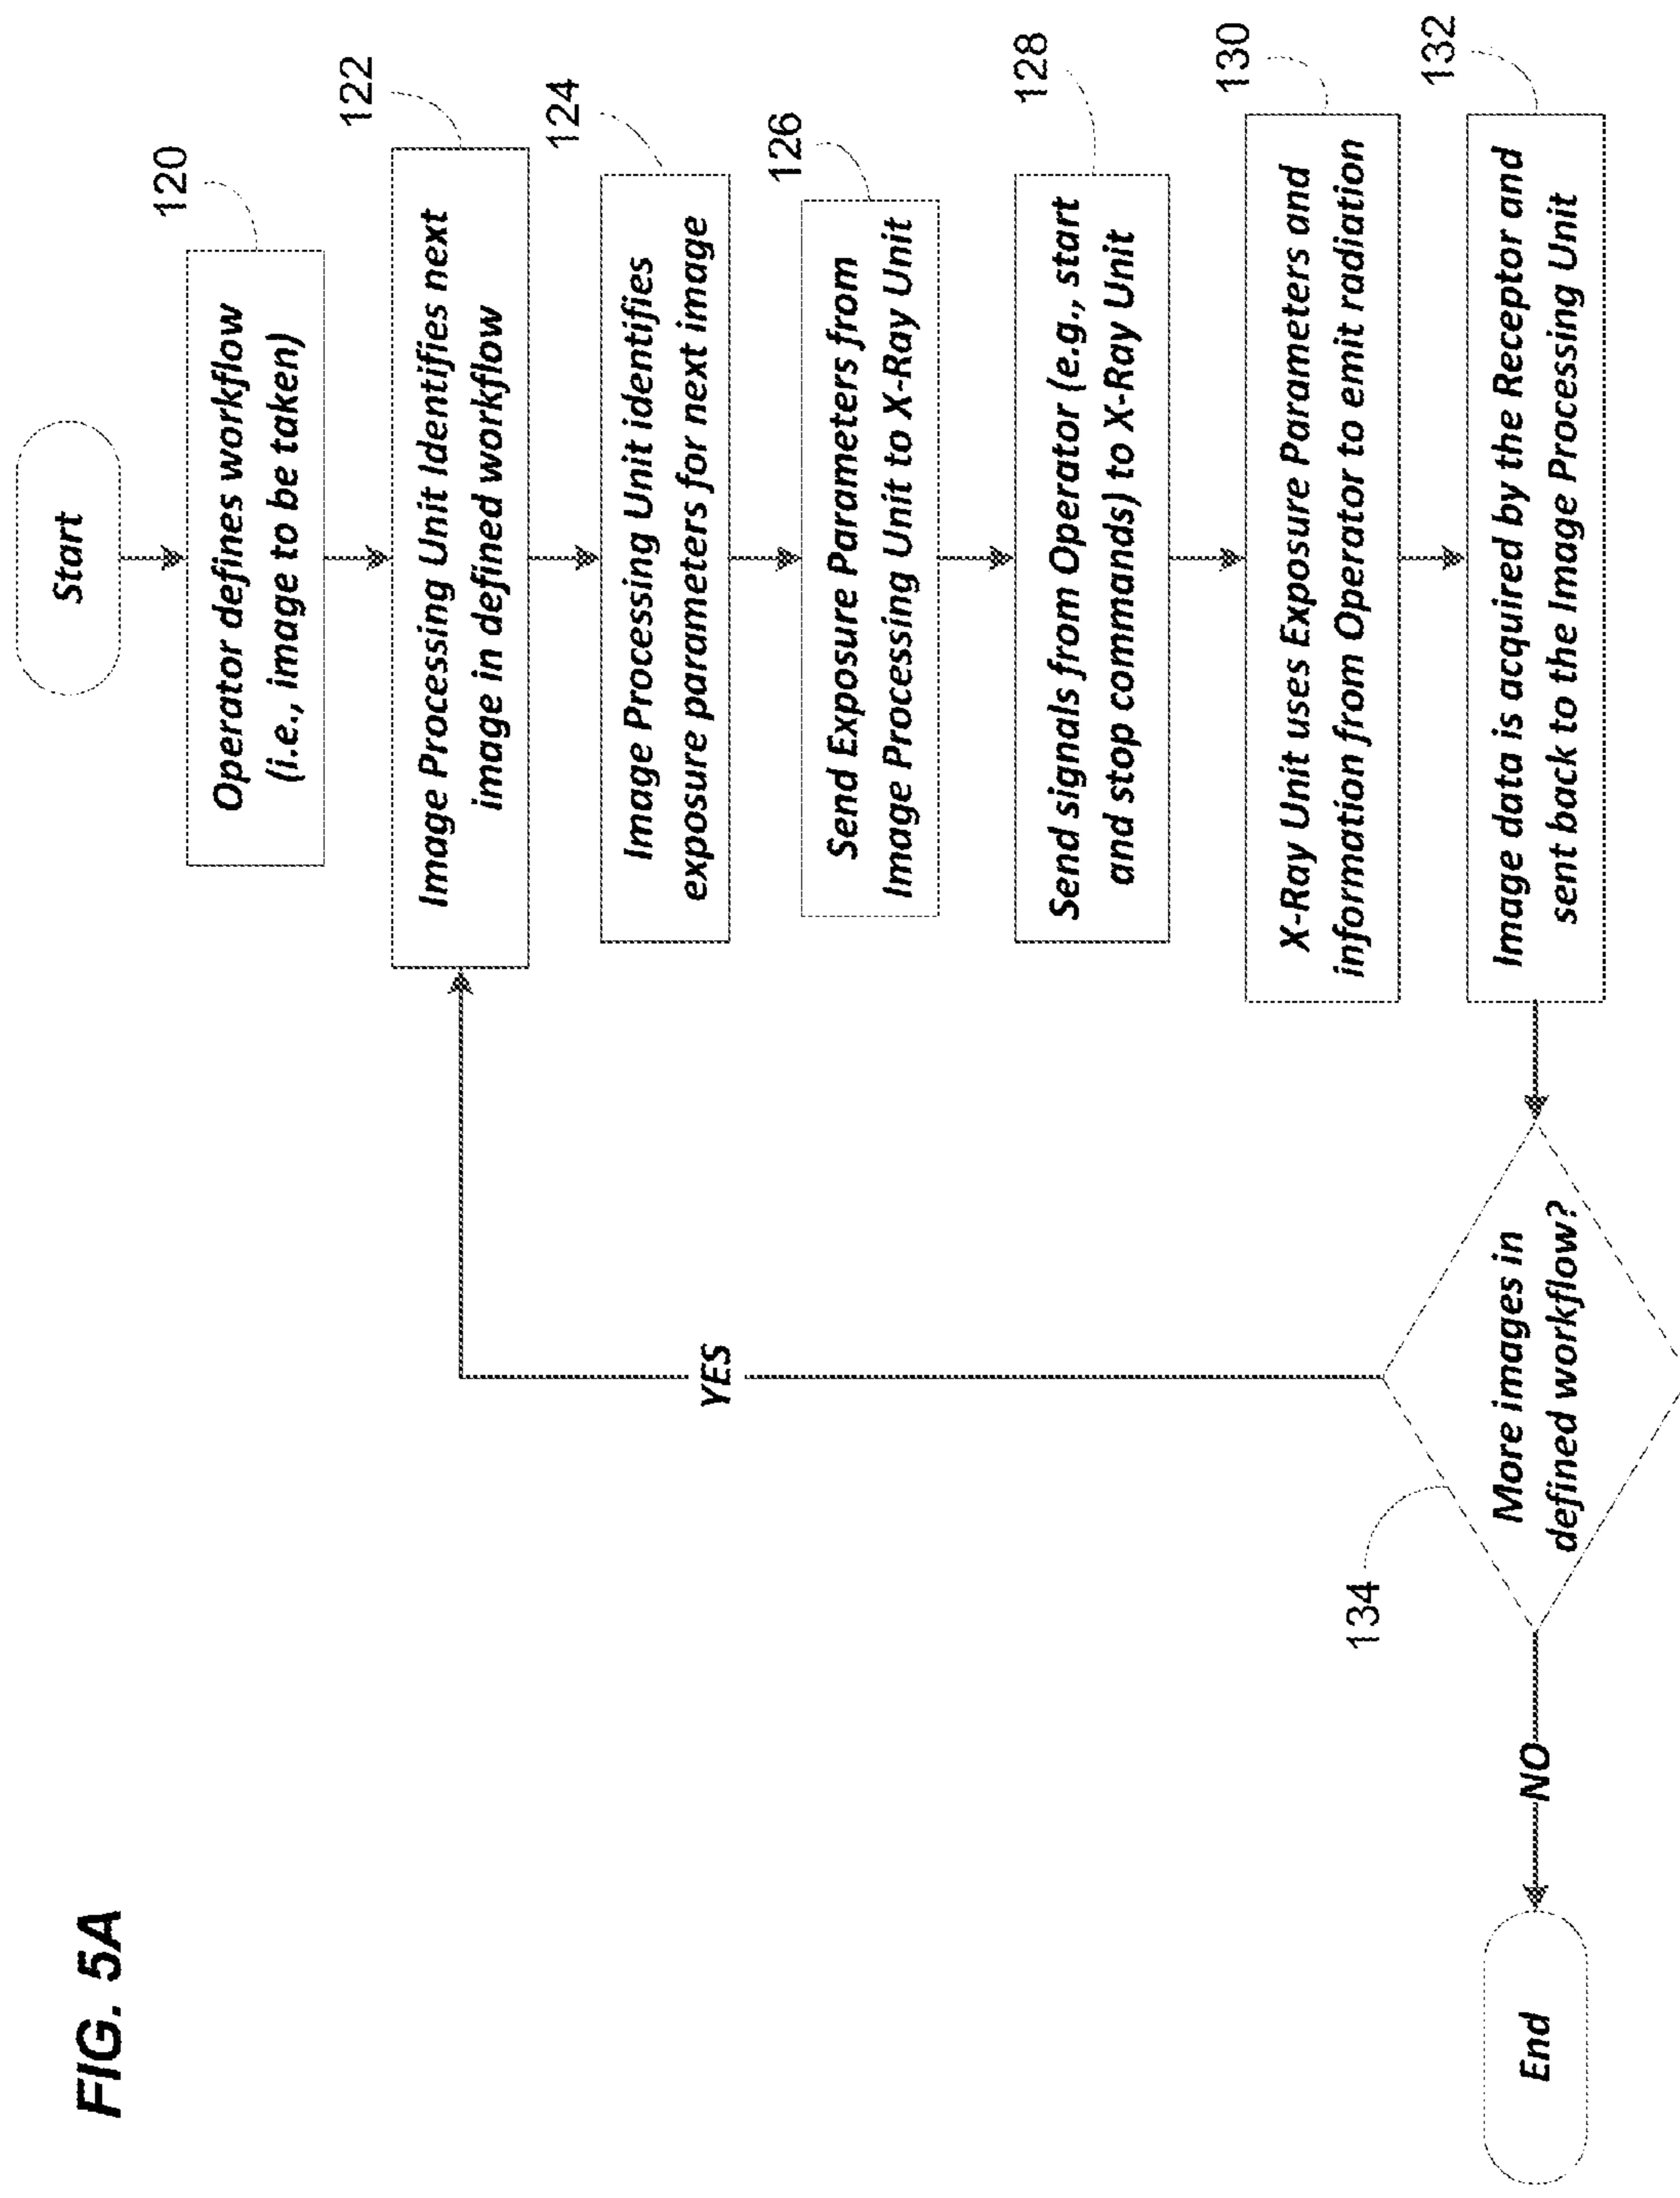 FIG. 5A
Start
120
Operator defines workflow
(i.e., image to be taken)
122
Image Processing Unit Identifies next
image in defined workflow
124
Image Processing Unit identifies
exposure parameters for next image
126
Send Exposure Parameters from
Image Processing Unit to X-Ray Unit
128
Send signals from Operator (e.g., start
and stop commands) to X-Ray Unit
130
X-Ray Unit uses Exposure Parameters and
information from Operator to emit radiation
132
Image data is acquired by the Receptor and
sent back to the Image Processing Unit
134
More images in
defined workflow?
YES
NO
End